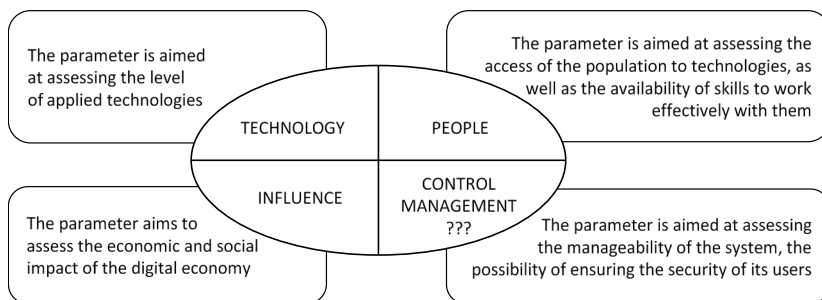 The parameter is aimed
at assessing the level
of applied technologies
The parameter is aimed at assessing the
access of the population to technologies, as
well as the availability of skills to work
effectively with them
TECHNOLOGY
PEOPLE
INFLUENCE
CONTROL
MANAGEMENT
???
The parameter aims to
assess the economic and social
impact of the digital economy
The parameter is aimed at assessing
the manageability of the system, the
possibility of ensuring the security of its users